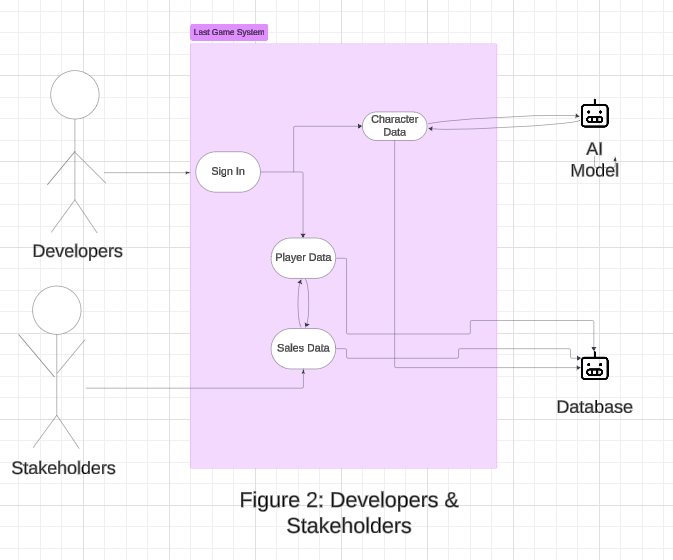 Last Game System
Character
Data
AI
Model
Sign In
Developers
Player Data
Sales Data
Database
Stakeholders
Figure 2: Developers &
Stakeholders